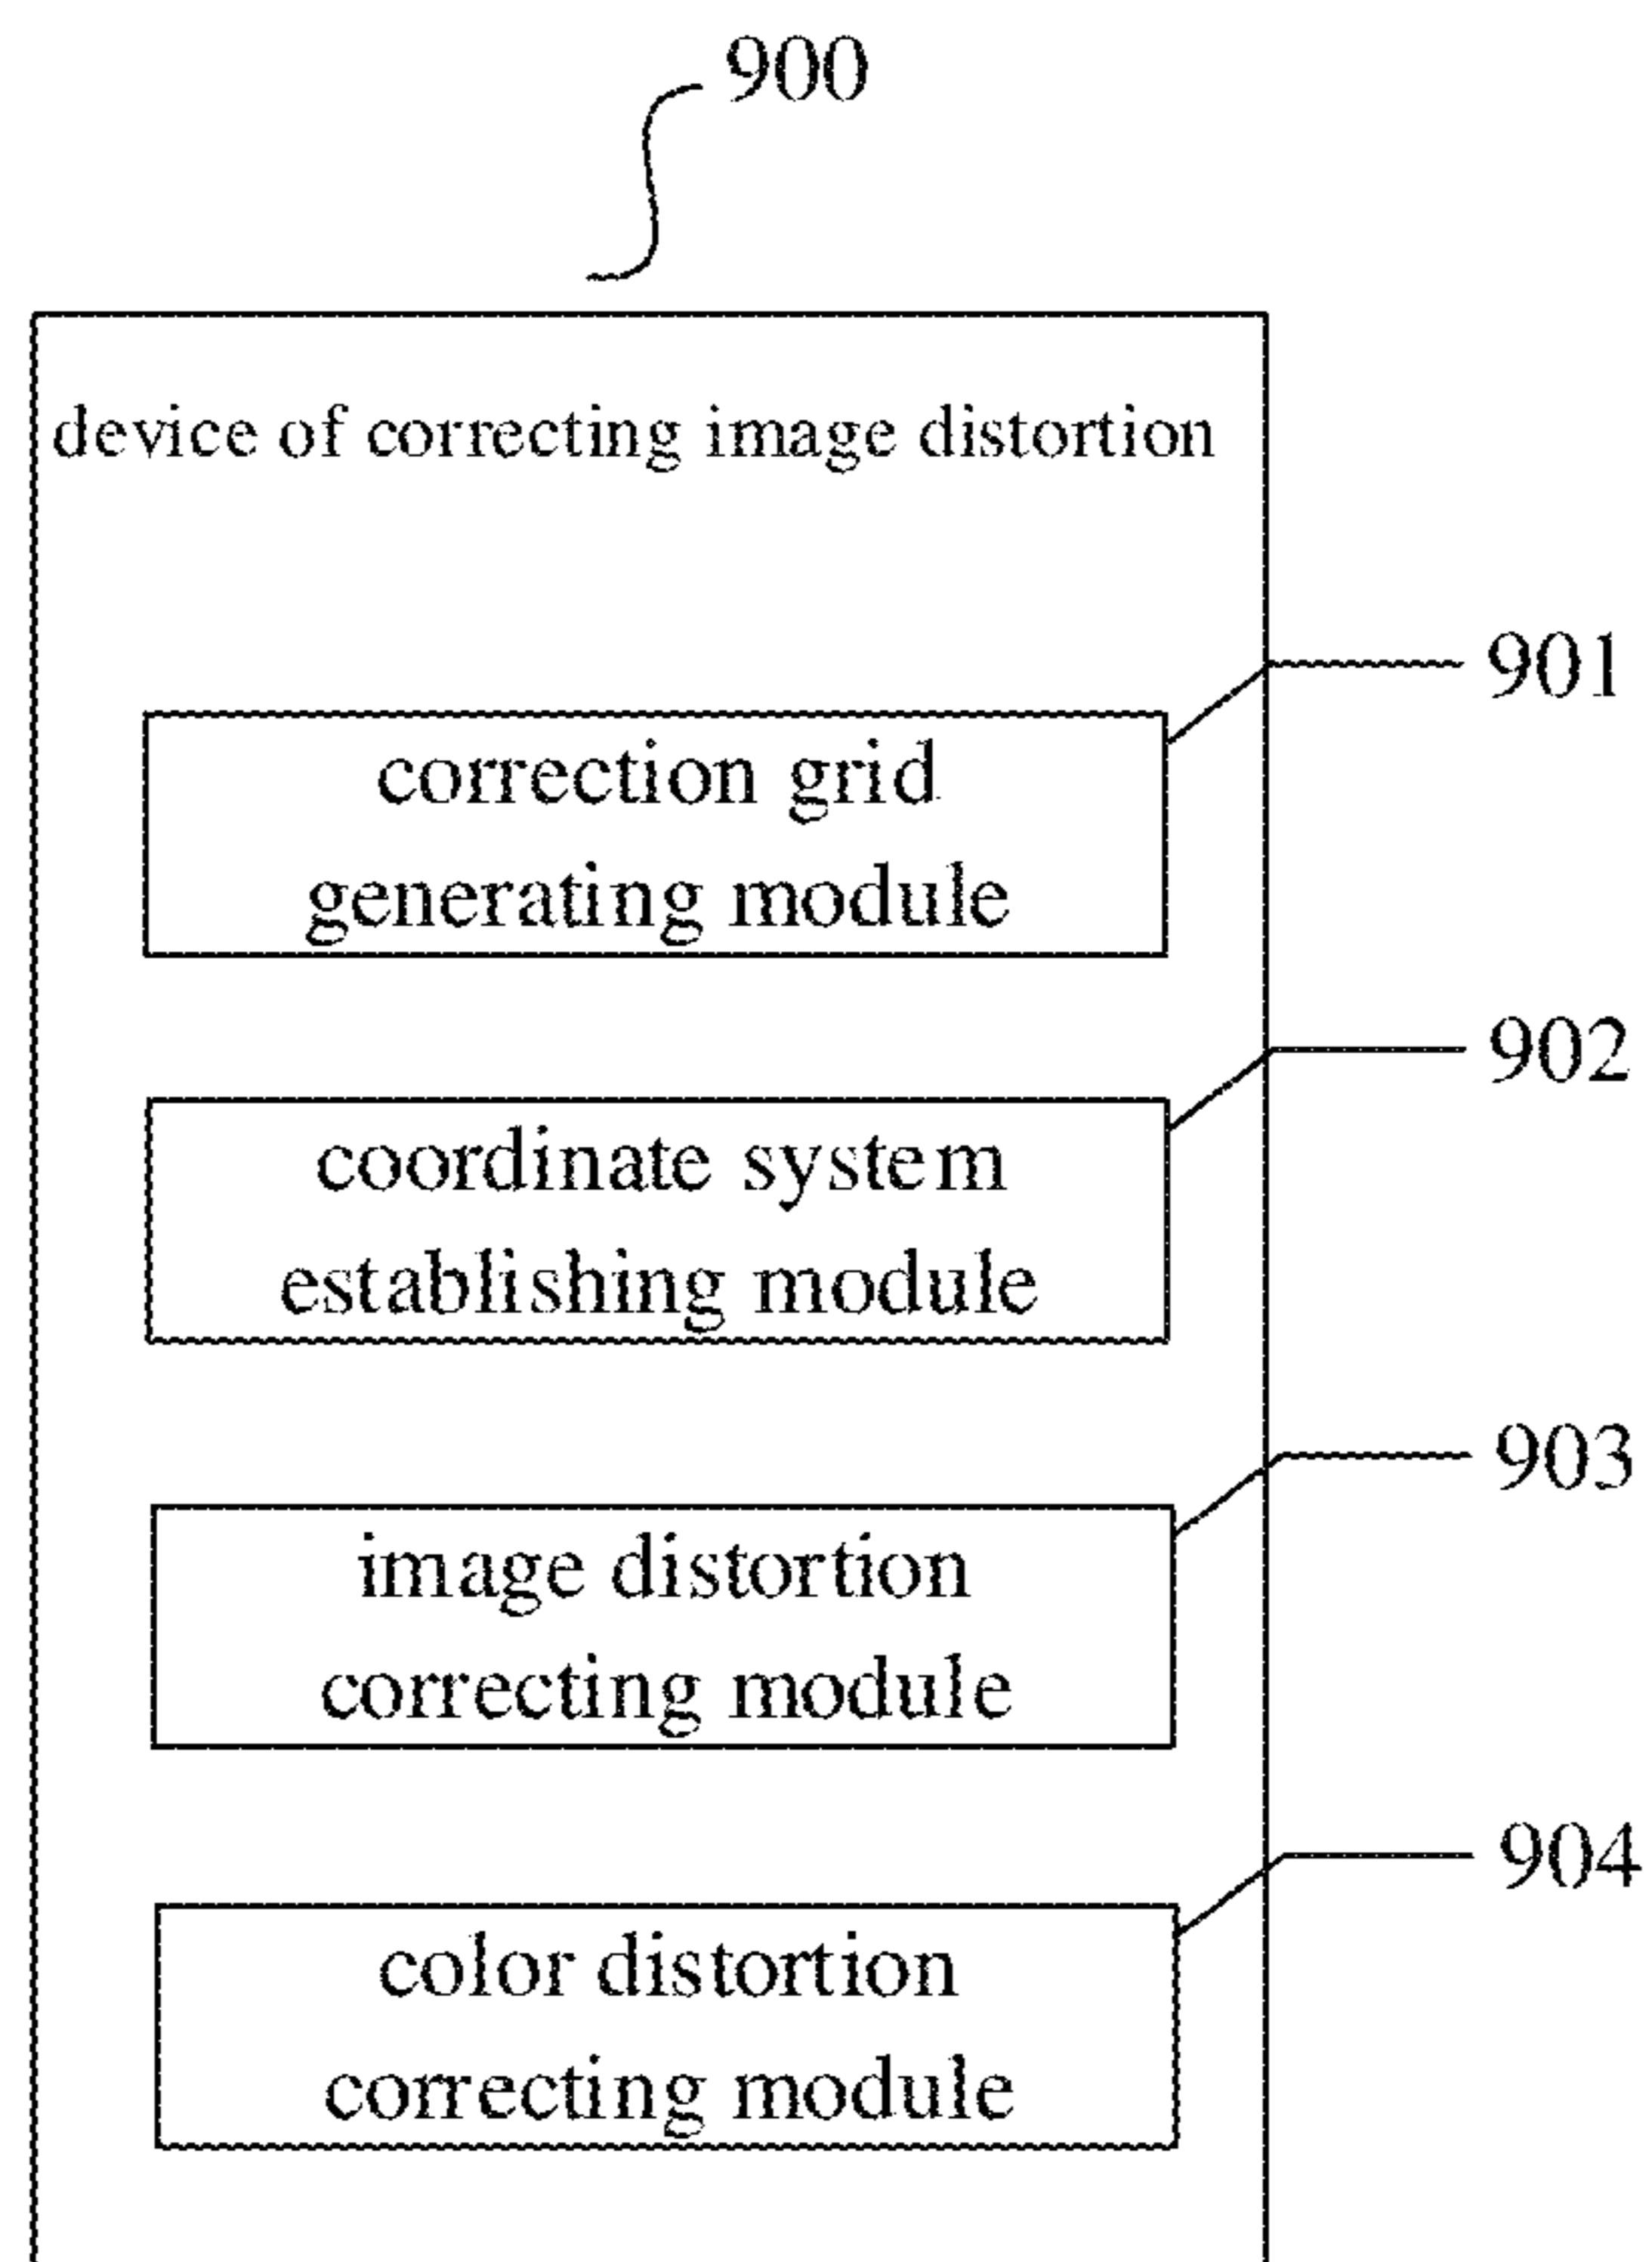 900
device of correcting image distortion
901
correction grid
generating module
902
coordinate system
establishing module
903
image distortion
correcting module
904
color distortion
correcting module